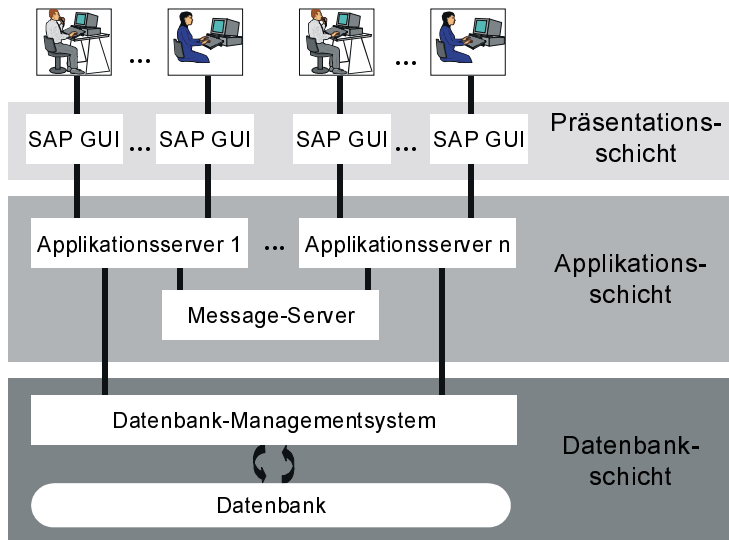 ... ...
SAP GUI ... SAP GUI SAP GUI ... SAP GUI
Präsentations-
schicht
Applikationsserver 1 ... Applikationsserver n
Message-Server
Applikations-
schicht
Datenbank-Managementsystem
Datenbank
Datenbank-
schicht